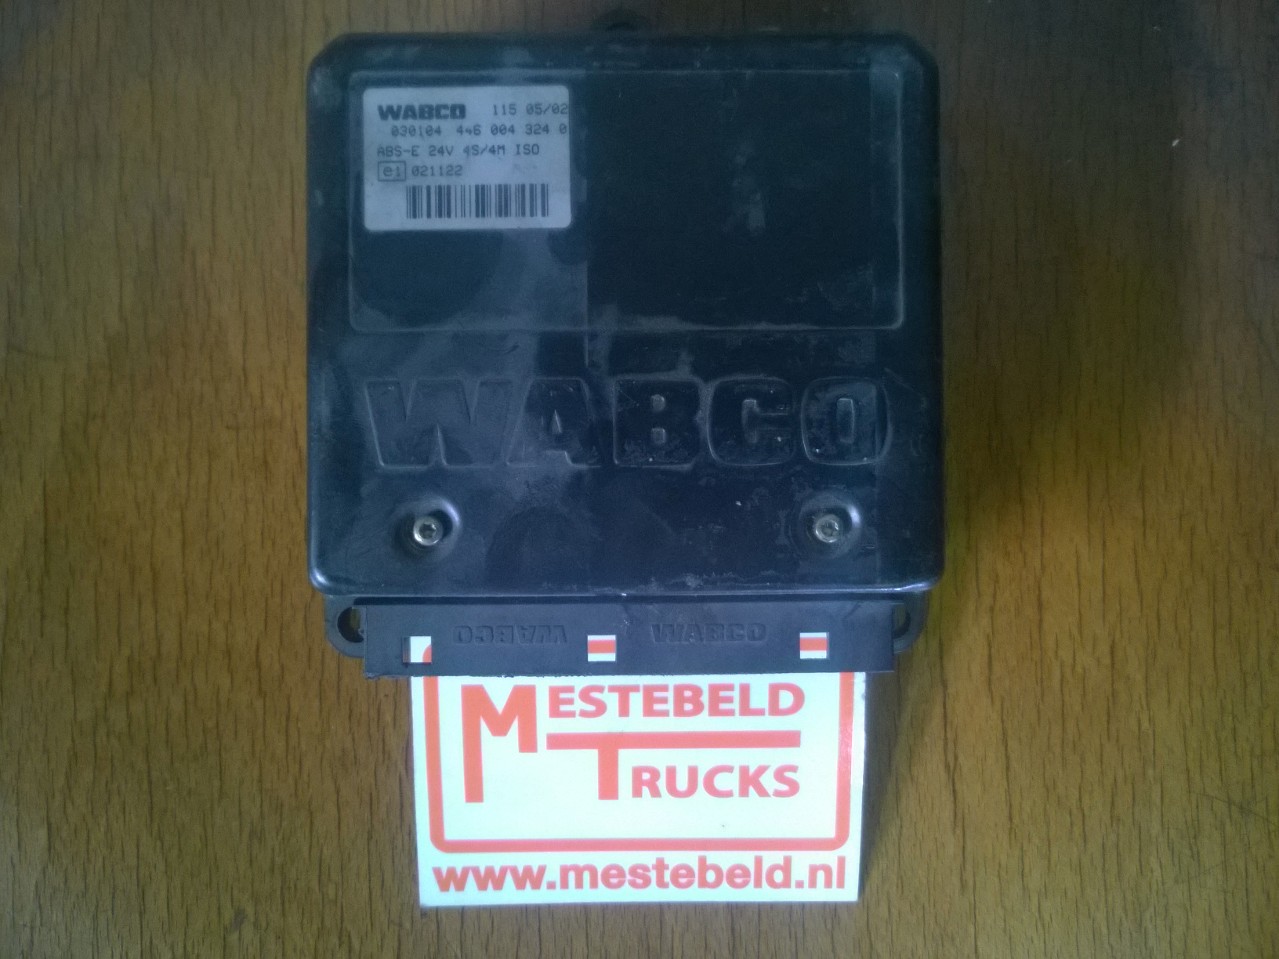 WABCO 115 05/02
030104 446 004 324 0
ABS-E 24V 4S/4M ISO
e1 021122
WABCO
WABCO WABCO
MESTEBELD
TRUCKS
www.mestebeld.nl